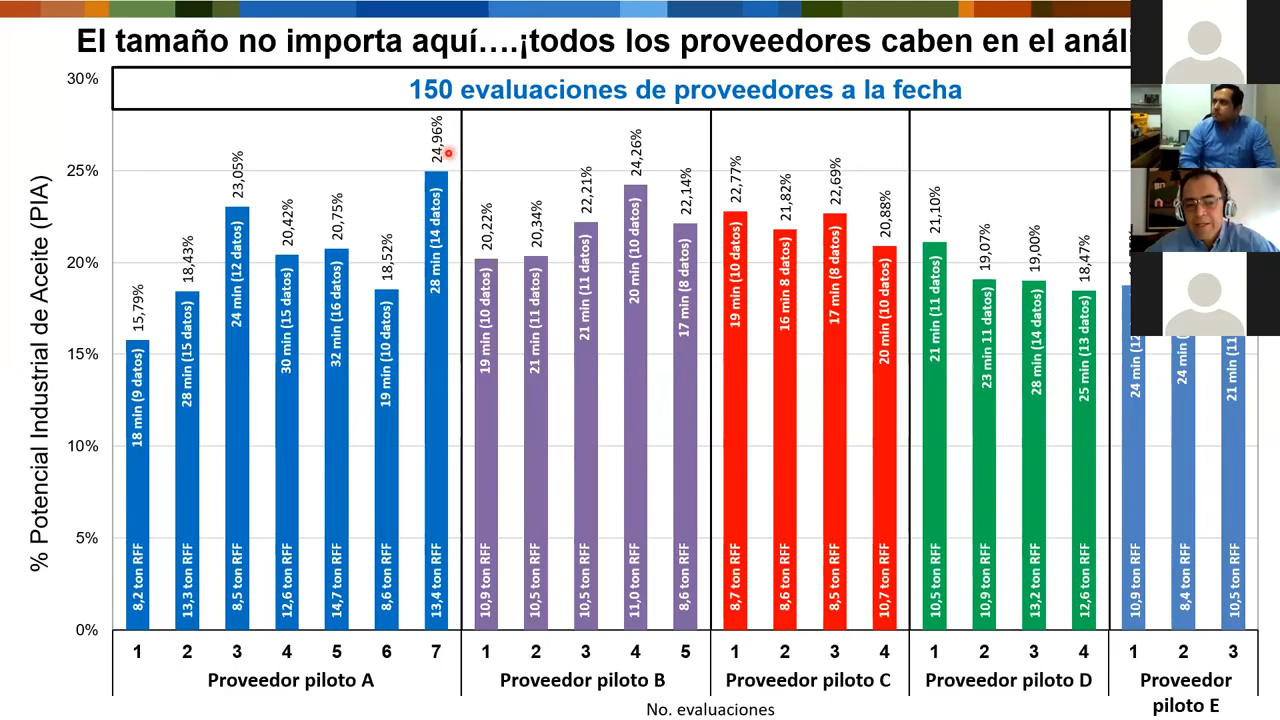 El tamaño no importa aquí….¡todos los proveedores caben en el análi
150 evaluaciones de proveedores a la fecha
% Potencial Industrial de Aceite (PIA)
30%
25%
20%
15%
10%
5%
0%
15,79%
18,43%
23,05%
20,42%
20,75%
18,52%
24,96%
20,22%
20,34%
22,21%
24,26%
22,14%
22,77%
21,82%
22,69%
20,88%
21,10%
19,07%
19,00%
18,47%
18 min (9 datos)
28 min (15 datos)
24 min (12 datos)
30 min (15 datos)
32 min (16 datos)
19 min (10 datos)
28 min (14 datos)
19 min (10 datos)
21 min (11 datos)
21 min (11 datos)
20 min (10 datos)
17 min (8 datos)
19 min (10 datos)
16 min 8 datos)
17 min (8 datos)
20 min (10 datos)
21 min (11 datos)
23 min 11 datos)
28 min (14 datos)
25 min (13 datos)
24 min (12
24 min (
21 min (11
8,2 ton RFF
13,3 ton RFF
8,5 ton RFF
12,6 ton RFF
14,7 ton RFF
8,6 ton RFF
13,4 ton RFF
10,9 ton RFF
10,5 ton RFF
10,5 ton RFF
11,0 ton RFF
8,6 ton RFF
8,7 ton RFF
8,6 ton RFF
8,5 ton RFF
10,7 ton RFF
10,5 ton RFF
10,9 ton RFF
13,2 ton RFF
12,6 ton RFF
10,9 ton RFF
8,4 ton RFF
10,5 ton RFF
1 2 3 4 5 6 7 1 2 3 4 5 1 2 3 4 1 2 3 4 1 2 3
Proveedor piloto A
Proveedor piloto B
Proveedor piloto C
Proveedor piloto D
Proveedor
piloto E
No. evaluaciones